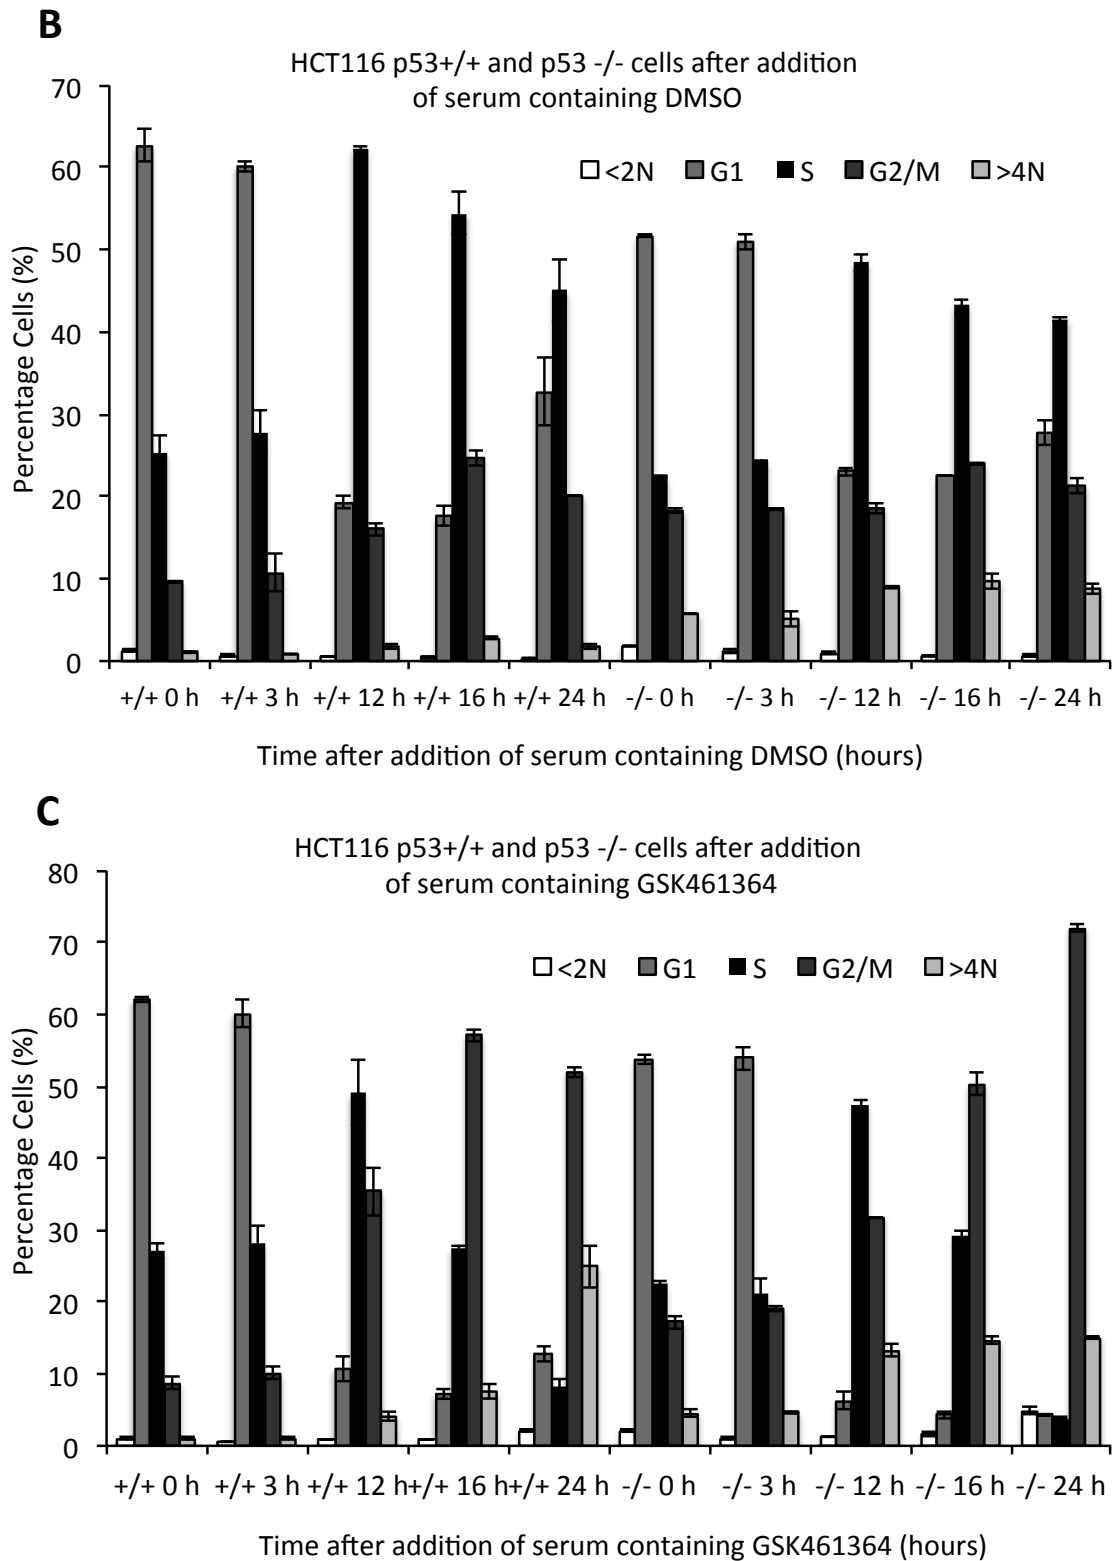 B
HCT116 p53+/+ and p53 -/- cells after addition
of serum containing DMSO
70
60
50
40
30
20
10
0
Percentage Cells (%)
<2N G1 S G2/M >4N
+/+ 0 h +/+ 3 h +/+ 12 h +/+ 16 h +/+ 24 h -/- 0 h -/- 3 h -/- 12 h -/- 16 h -/- 24 h
Time after addition of serum containing DMSO (hours)
C
HCT116 p53+/+ and p53 -/- cells after addition
of serum containing GSK461364
80
70
60
50
40
30
20
10
0
Percentage Cells (%)
<2N G1 S G2/M >4N
+/+ 0 h +/+ 3 h +/+ 12 h+/+ 16 h+/+ 24 h -/- 0 h -/- 3 h -/- 12 h -/- 16 h -/- 24 h
Time after addition of serum containing GSK461364 (hours)